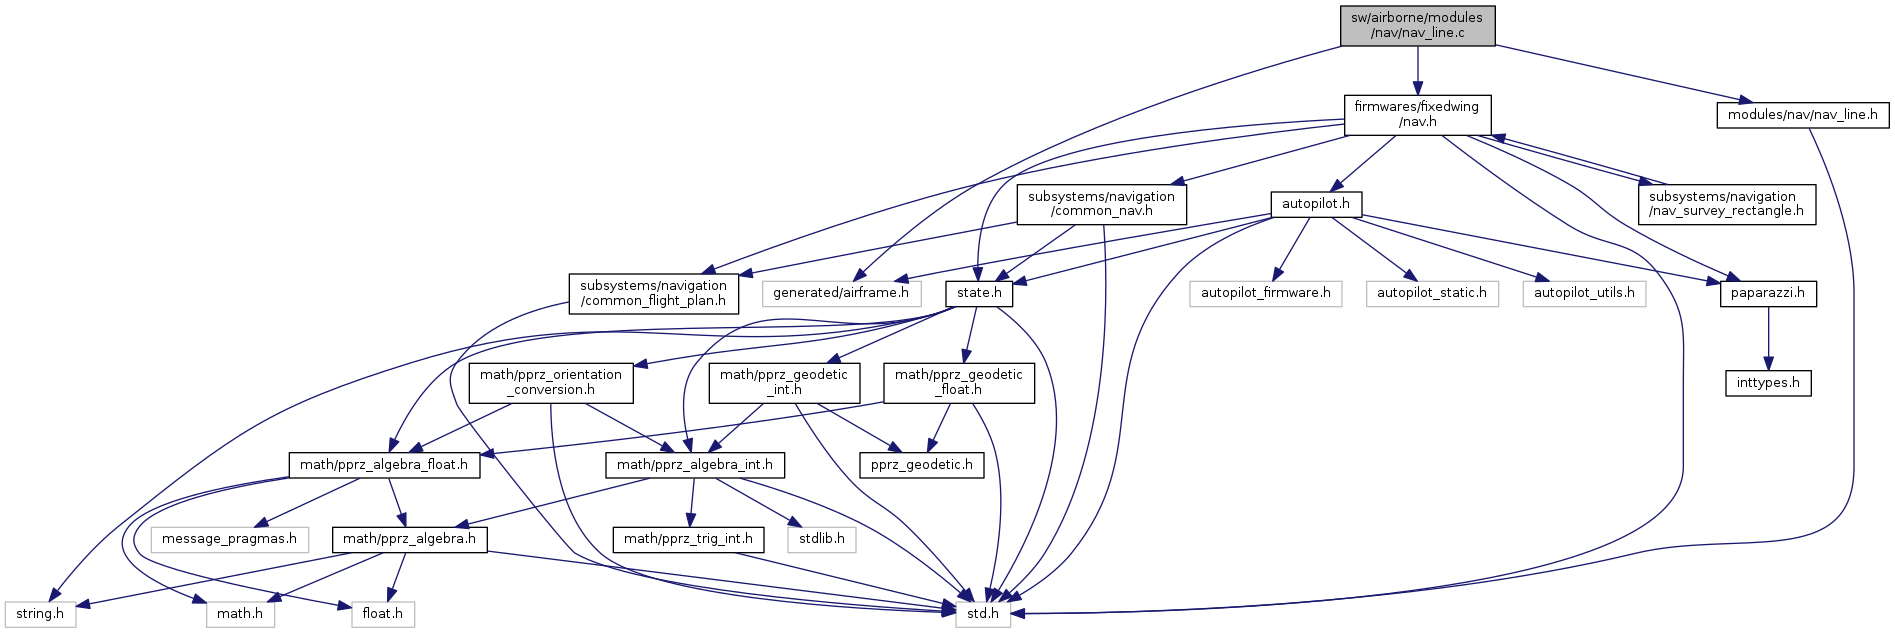 sw/airborne/modules
/nav/nav_line.c
firmwares/fixedwing
/nav.h
modules/nav/nav_line.h
subsystems/navigation
/common_nav.h
autopilot.h
subsystems/navigation
/nav_survey_rectangle.h
subsystems/navigation
/common_flight_plan.h
generated/airframe.h
state.h
autopilot_firmware.h
autopilot_static.h
autopilot_utils.h
paparazzi.h
math/pprz_orientation
_conversion.h
math/pprz_geodetic
_int.h
math/pprz_geodetic
_float.h
inttypes.h
math/pprz_algebra_float.h
math/pprz_algebra_int.h
pprz_geodetic.h
message_pragmas.h
math/pprz_algebra.h
math/pprz_trig_int.h
stdlib.h
string.h
math.h
float.h
std.h